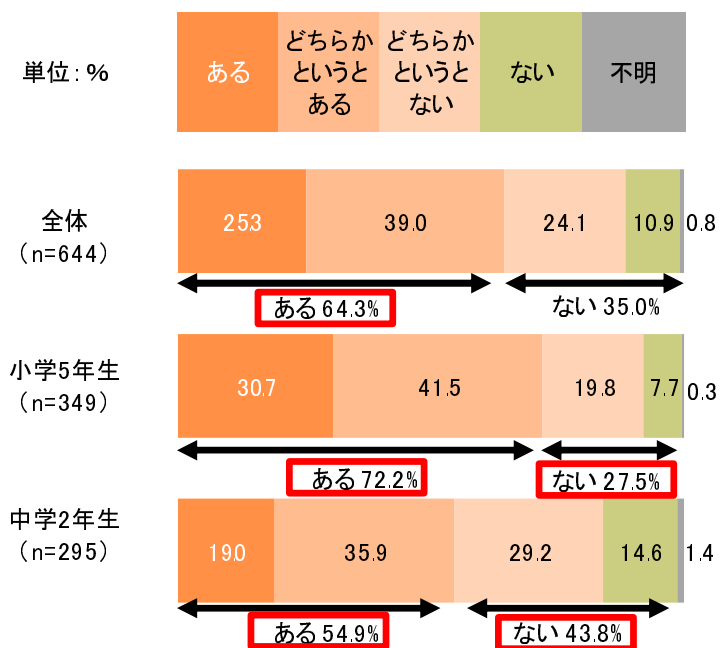 単位：％
ある
どちらか
というと
ある
どちらか
というと
ない
ない
不明
全体
（n=644）
25.3 39.0 24.1 10.9 0.8
ある 64.3% ない 35.0%
小学5年生
（n=349）
30.7 41.5 19.8 7.7 0.3
ある 72.2% ない 27.5%
中学2年生
（n=295）
19.0 35.9 29.2 14.6 1.4
ある 54.9% ない 43.8%